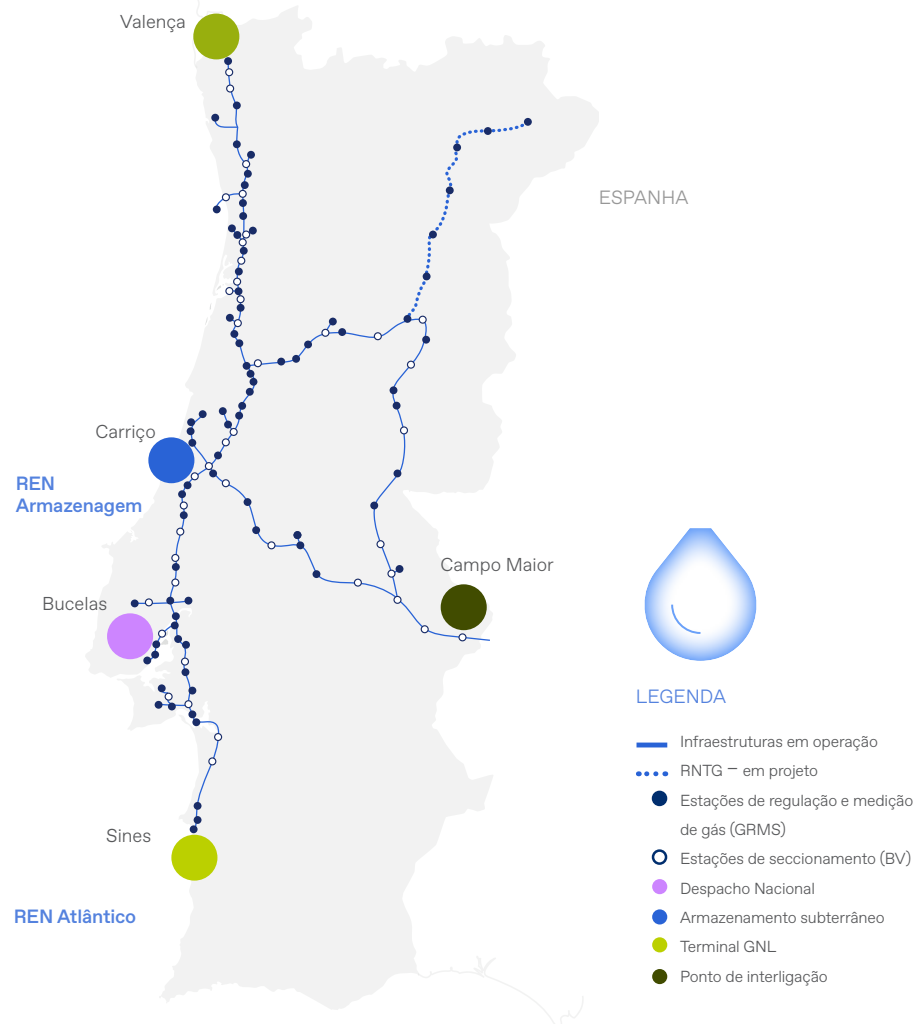 Valença
ESPANHA
Carriço
REN
Armazenagem
Campo Maior
Bucelas
LEGENDA
Infraestruturas em operação
RNTG – em projeto
Estações de regulação e medição
de gás (GRMS)
Sines
Estações de seccionamento (BV)
Despacho Nacional
REN Atlântico
Armazenamento subterrâneo
Terminal GNL
Ponto de interligação